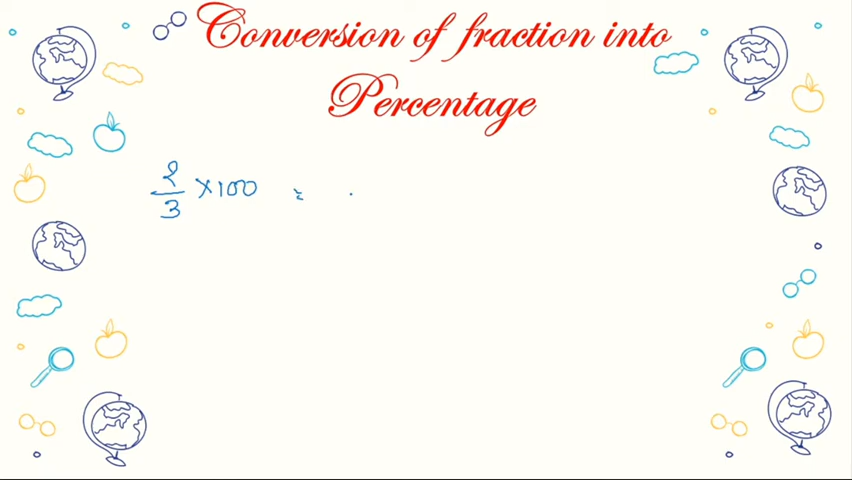 Conversion of fraction into
Percentage
2/3 ×100 =